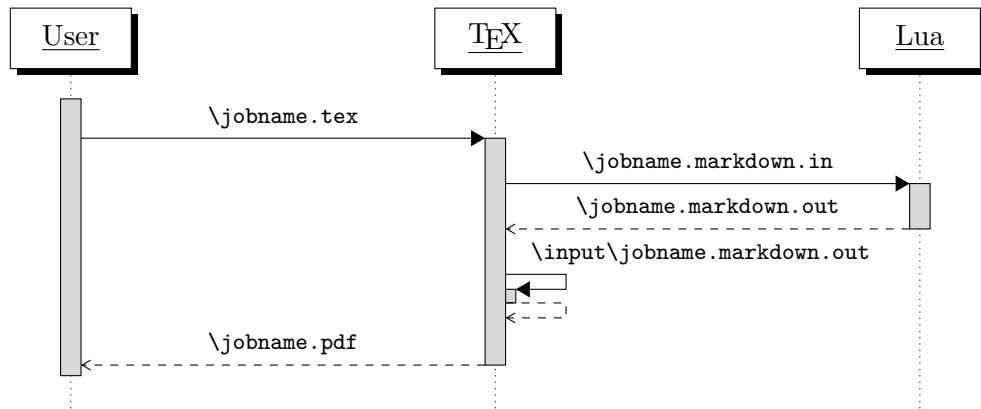 User
TEX
Lua
\jobname.tex
\jobname.markdown.in
\jobname.markdown.out
\input\jobname.markdown.out
\jobname.pdf